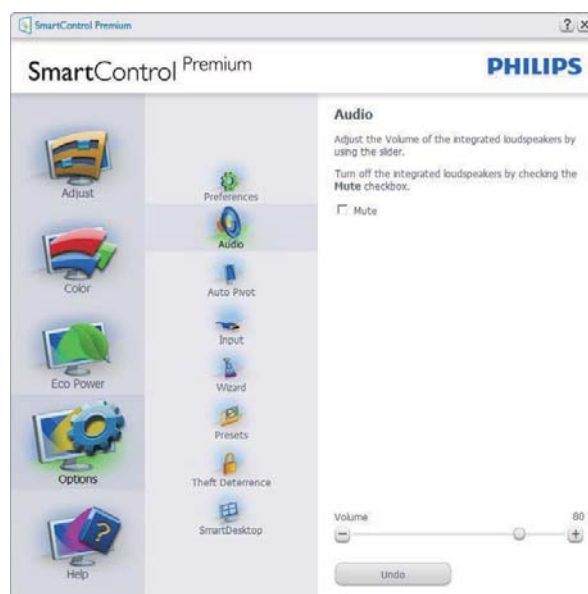 SmartControl Premium
? x
SmartControl Premium
PHILIPS
Adjust
Color
Eco Power
Options
Help
Preferences
Audio
Auto Pivot
Input
Wizard
Presets
Theft Deterrence
SmartDesktop
Audio
Adjust the Volume of the integrated loudspeakers by
using the slider.
Turn off the integrated loudspeakers by checking the
Mute checkbox.
Mute
Volume 80
Undo